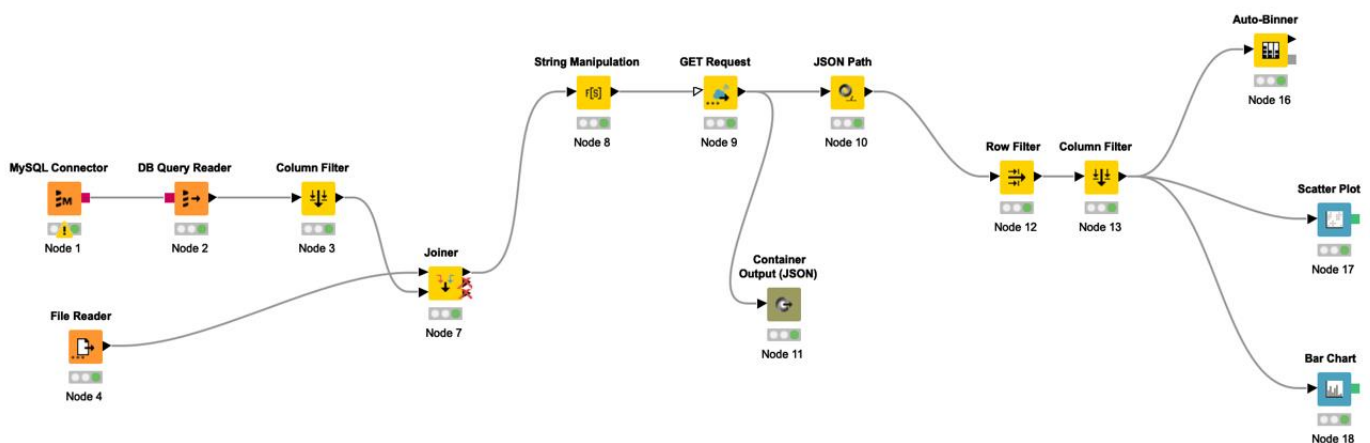 Auto-Binner
Node 16
String Manipulation
f[S]
Node 8
GET Request
Node 9
JSON Path
Node 10
Row Filter
Node 12
Column Filter
Node 13
MySQL Connector
M
Node 1
DB Query Reader
Node 2
Column Filter
Node 3
Scatter Plot
Node 17
Joiner
Node 7
Container
Output (JSON)
Node 11
File Reader
Node 4
Bar Chart
Node 18